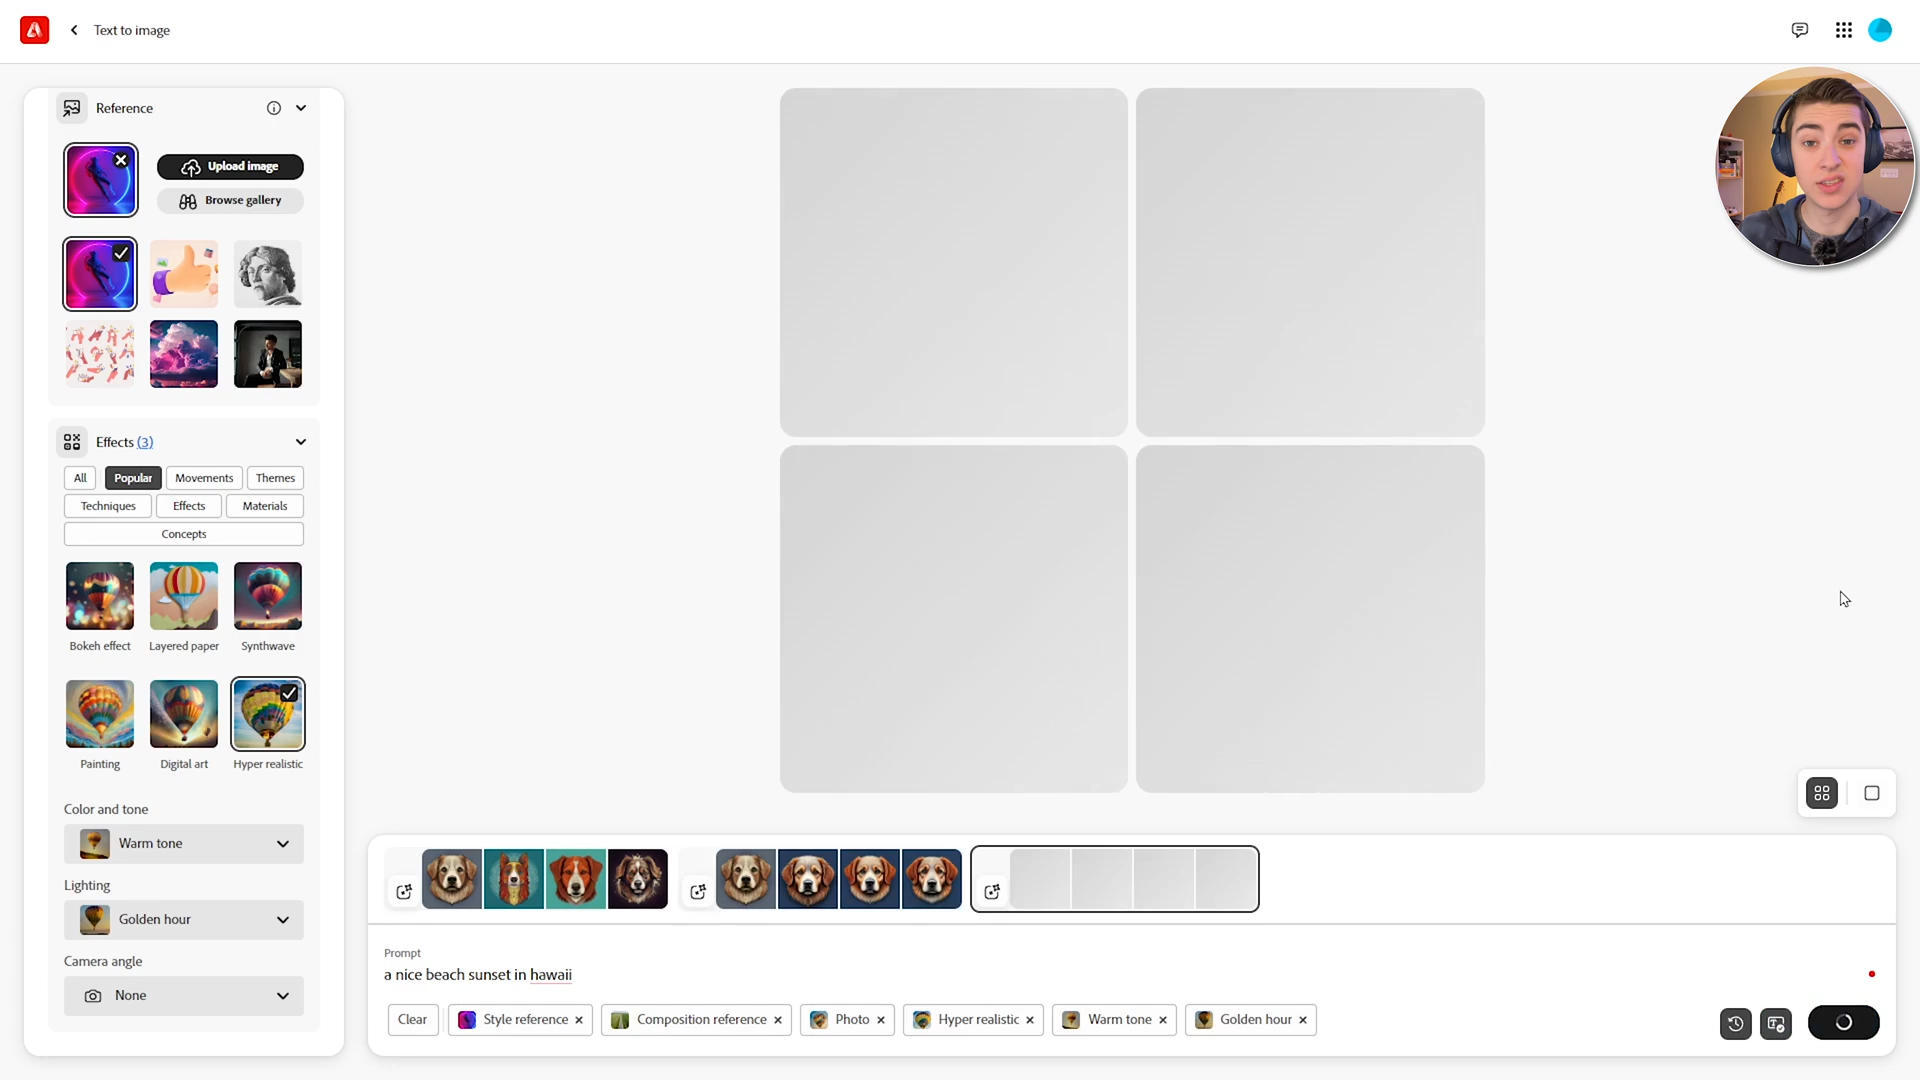 Text to image
Reference
Upload image
Browse gallery
Effects (3)
All
Popular
Movements
Themes
Techniques
Effects
Materials
Concepts
Bokeh effect
Layered paper
Synthwave
Painting
Digital art
Hyper realistic
Color and tone
Warm tone
Lighting
Golden hour
Camera angle
None
Prompt
a nice beach sunset in hawaii
Clear
Style reference
Composition reference
Photo
Hyper realistic
Warm tone
Golden hour